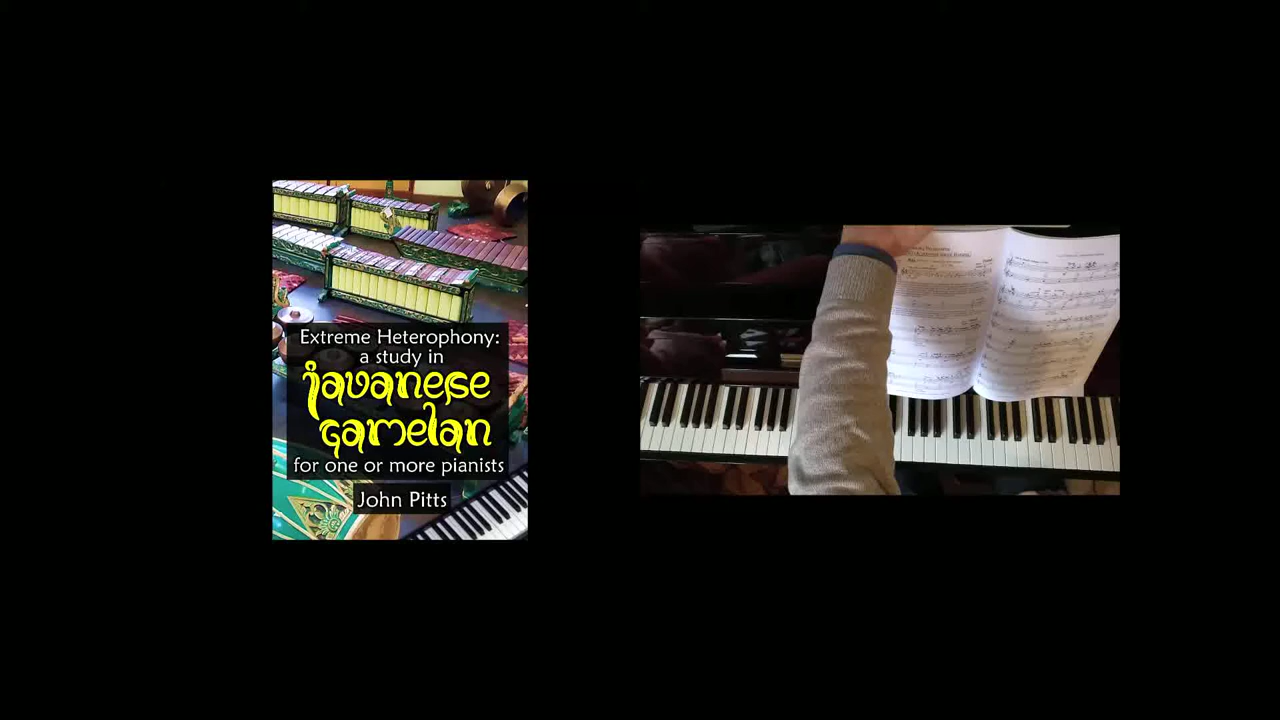 Extreme Heterophony:
a study in
javanese
gamelan
for one or more pianists
John Pitts